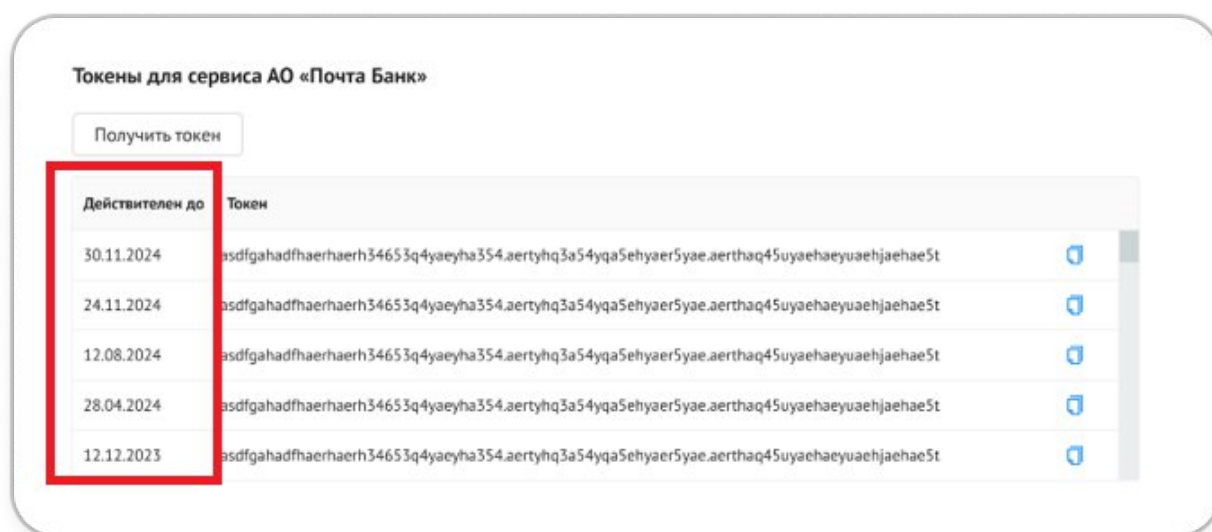 Токены для сервиса АО «Почта Банк»
Получить токен
Действителен до Токен
30.11.2024 asdfgahadfhaerhaerh34653q4yaeyha354.aertyhq3a54yqa5ehyaer5yae.aerthaq45uyaehaeyuaehjaehae5t
24.11.2024 asdfgahadfhaerhaerh34653q4yaeyha354.aertyhq3a54yqa5ehyaer5yae.aerthaq45uyaehaeyuaehjaehae5t
12.08.2024 asdfgahadfhaerhaerh34653q4yaeyha354.aertyhq3a54yqa5ehyaer5yae.aerthaq45uyaehaeyuaehjaehae5t
28.04.2024 asdfgahadfhaerhaerh34653q4yaeyha354.aertyhq3a54yqa5ehyaer5yae.aerthaq45uyaehaeyuaehjaehae5t
12.12.2023 asdfgahadfhaerhaerh34653q4yaeyha354.aertyhq3a54yqa5ehyaer5yae.aerthaq45uyaehaeyuaehjaehae5t